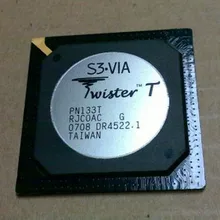 S3-VIA
Twister T
PN133T
RJC0AC G
0708 DR4522.1
TAIWAN